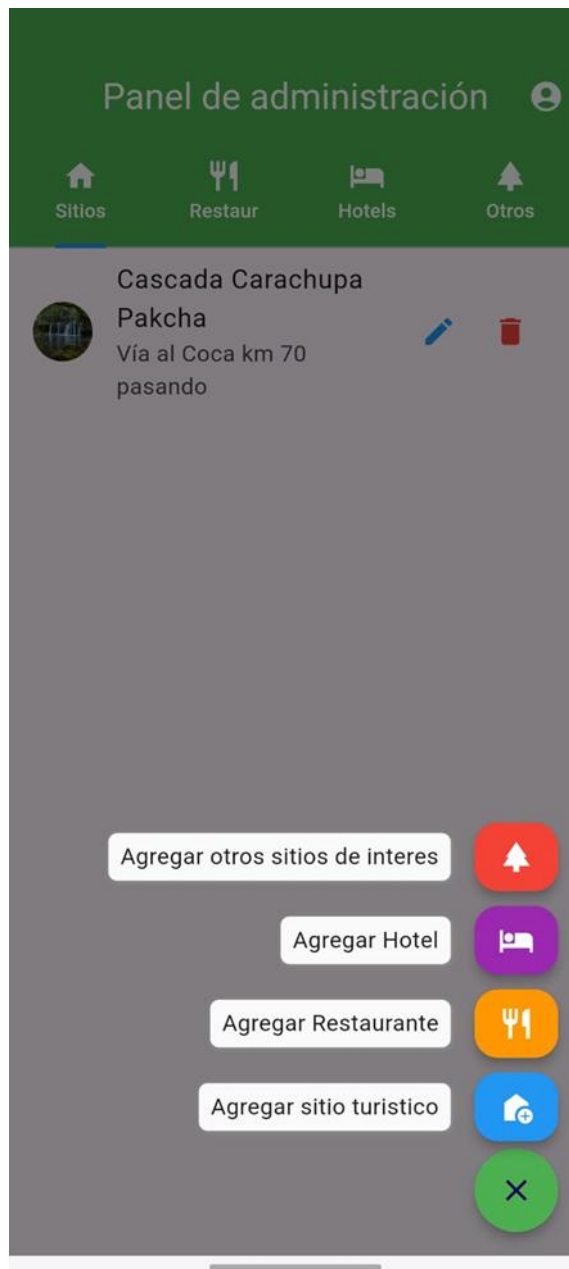 Panel de administración
Sitios
Restaur
Hotels
Otros
Cascada Carachupa
Pakcha
Vía al Coca km 70
pasando
Agregar otros sitios de interes
Agregar Hotel
Agregar Restaurante
Agregar sitio turistico